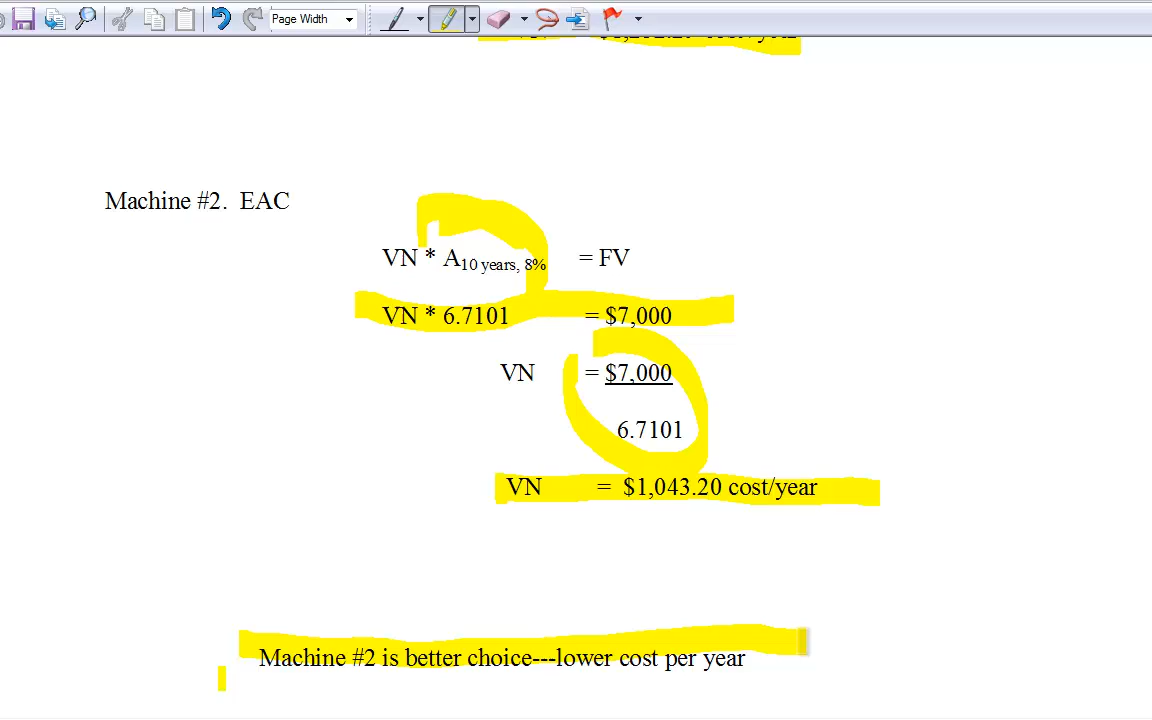 Page Width
Machine #2. EAC
VN * A10 years, 8% = FV
VN * 6.7101 = $7,000
VN = $7,000
6.7101
VN = $1,043.20 cost/year
Machine #2 is better choice---lower cost per year